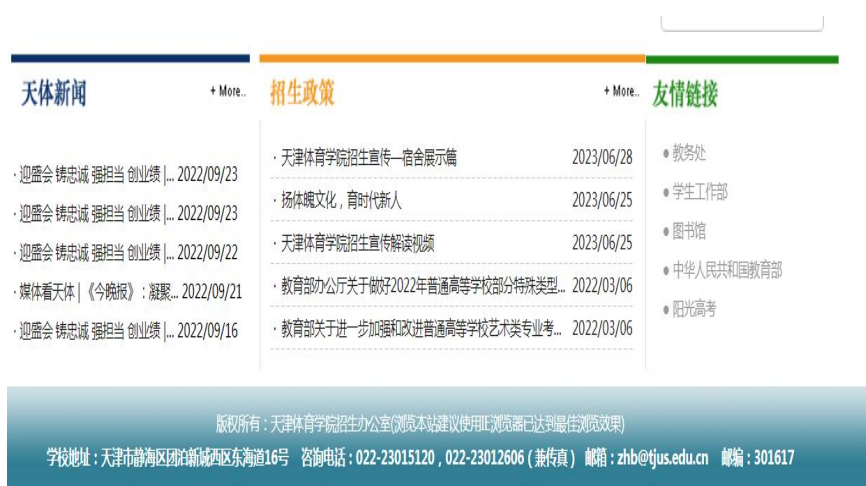 天体新闻
+ More..
· 迎盛会 铸忠诚 强担当 创业绩 |... 2022/09/23
· 迎盛会 铸忠诚 强担当 创业绩 |... 2022/09/23
· 迎盛会 铸忠诚 强担当 创业绩 |... 2022/09/22
· 媒体看天体 | 《今晚报》：凝聚... 2022/09/21
· 迎盛会 铸忠诚 强担当 创业绩 |... 2022/09/16
招生政策
+ More..
· 天津体育学院招生宣传—宿舍展示篇 2023/06/28
· 扬体魄文化，育时代新人 2023/06/25
· 天津体育学院招生宣传解读视频 2023/06/25
· 教育部办公厅关于做好2022年普通高等学校部分特殊类型... 2022/03/06
· 教育部关于进一步加强和改进普通高等学校艺术类专业考... 2022/03/06
友情链接
● 教务处
● 学生工作部
● 图书馆
● 中华人民共和国教育部
● 阳光高考
版权所有：天津体育学院招生办公室(浏览本站建议使用IE浏览器已达到最佳浏览效果)
学校地址：天津市静海区团泊新城西区东海道16号 咨询电话：022-23015120，022-23012606（兼传真） 邮箱：zhb@tjus.edu.cn 邮编：301617